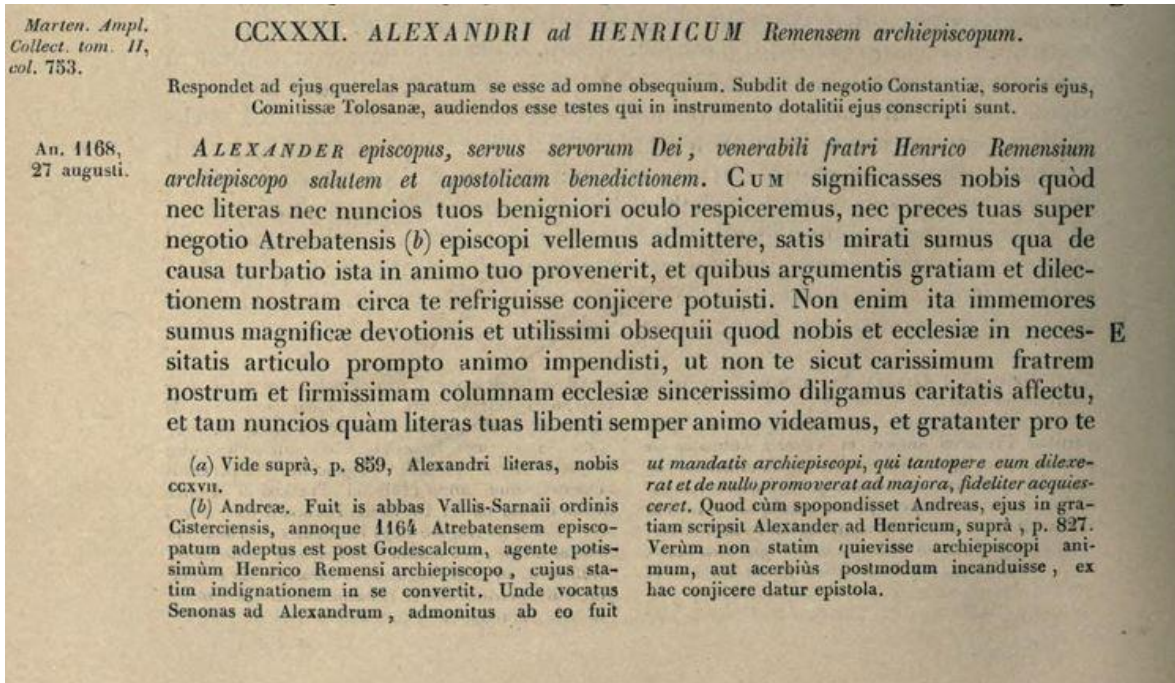 Marten. Ampl.
Collect. tom. II,
col. 753.
CCXXXI. ALEXANDRI ad HENRICUM Remensem archiepiscopum.
Respondet ad ejus querelas paratum se esse ad omne obsequium. Subdit de negotio Constantiæ, sororis ejus,
Comitissæ Tolosanæ, audiendos esse testes qui in instrumento dotalitii ejus conscripti sunt.
An. 1168,
27 augusti.
ALEXANDER episcopus, servus servorum Dei, venerabili fratri Henrico Remensium
archiepiscopo salutem et apostolicam benedictionem. CUM significasses nobis quòd
nec literas nec nuncios tuos benigniori oculo respiceremus, nec preces tuas super
negotio Atrebatensis (b) episcopi vellemus admittere, satis mirati sumus qua de
causa turbatio ista in animo tuo provenerit, et quibus argumentis gratiam et dilec-
tionem nostram circa te refriguisse conjicere potuisti. Non enim ita immemores
sumus magnificæ devotionis et utilissimi obsequii quod nobis et ecclesiæ in neces-
E
sitatis articulo prompto animo impendisti, ut non te sicut carissimum fratrem
nostrum et firmissimam columnam ecclesiæ sincerissimo diligamus caritatis affectu,
et tam nuncios quàm literas tuas libenti semper animo videamus, et gratanter pro te
(a) Vide suprà, p. 859, Alexandri literas, nobis
CCXVII.
(b) Andreæ. Fuit is abbas Vallis-Sarnaii ordinis
Cisterciensis, annoque 1164 Atrebatensem episco-
patum adeptus est post Godescalcum, agente potis-
simùm Henrico Remensi archiepiscopo, cujus sta-
tim indignationem in se convertit. Unde vocatus
Senonas ad Alexandrum, admonitus ab eo fuit
ut mandatis archiepiscopi, qui tantopere eum dilexe-
rat et de nullo promoverat ad majora, fideliter acquies-
ceret. Quod cùm spopondisset Andreas, ejus in gra-
tiam scripsit Alexander ad Henricum, suprà, p. 827.
Verùm non statim quievisse archiepiscopi ani-
mum, aut acerbiùs postmodum incanduisse, ex
hac conjicere datur epistola.